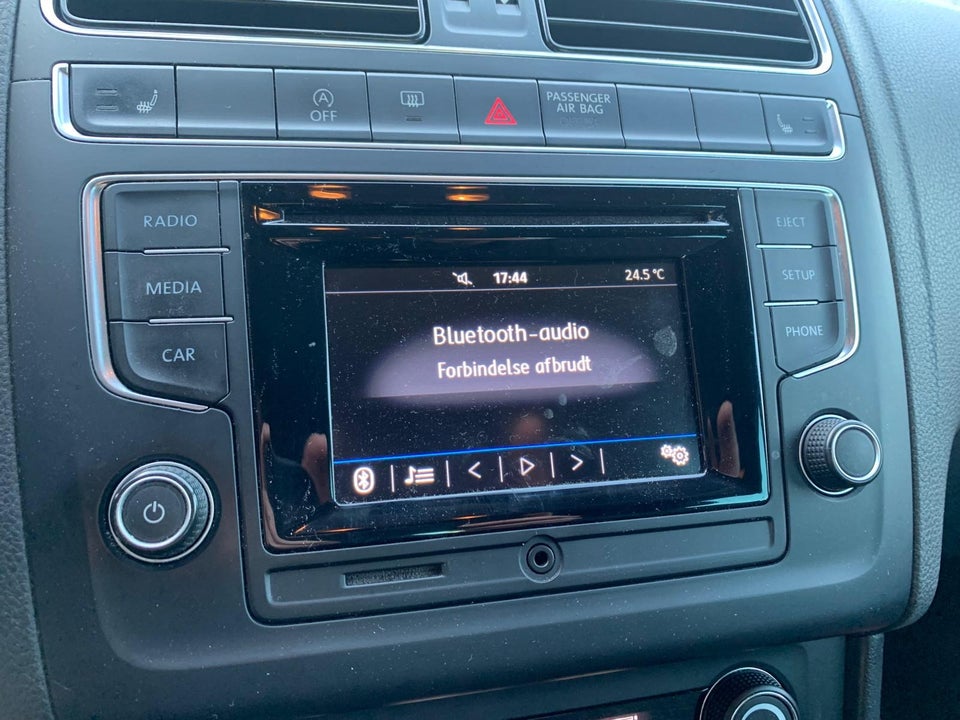 OFF
PASSENGER
AIR BAG
RADIO
MEDIA
CAR
EJECT
SETUP
PHONE
17:44
24.5°C
Bluetooth-audio
Forbindelse afbrudt